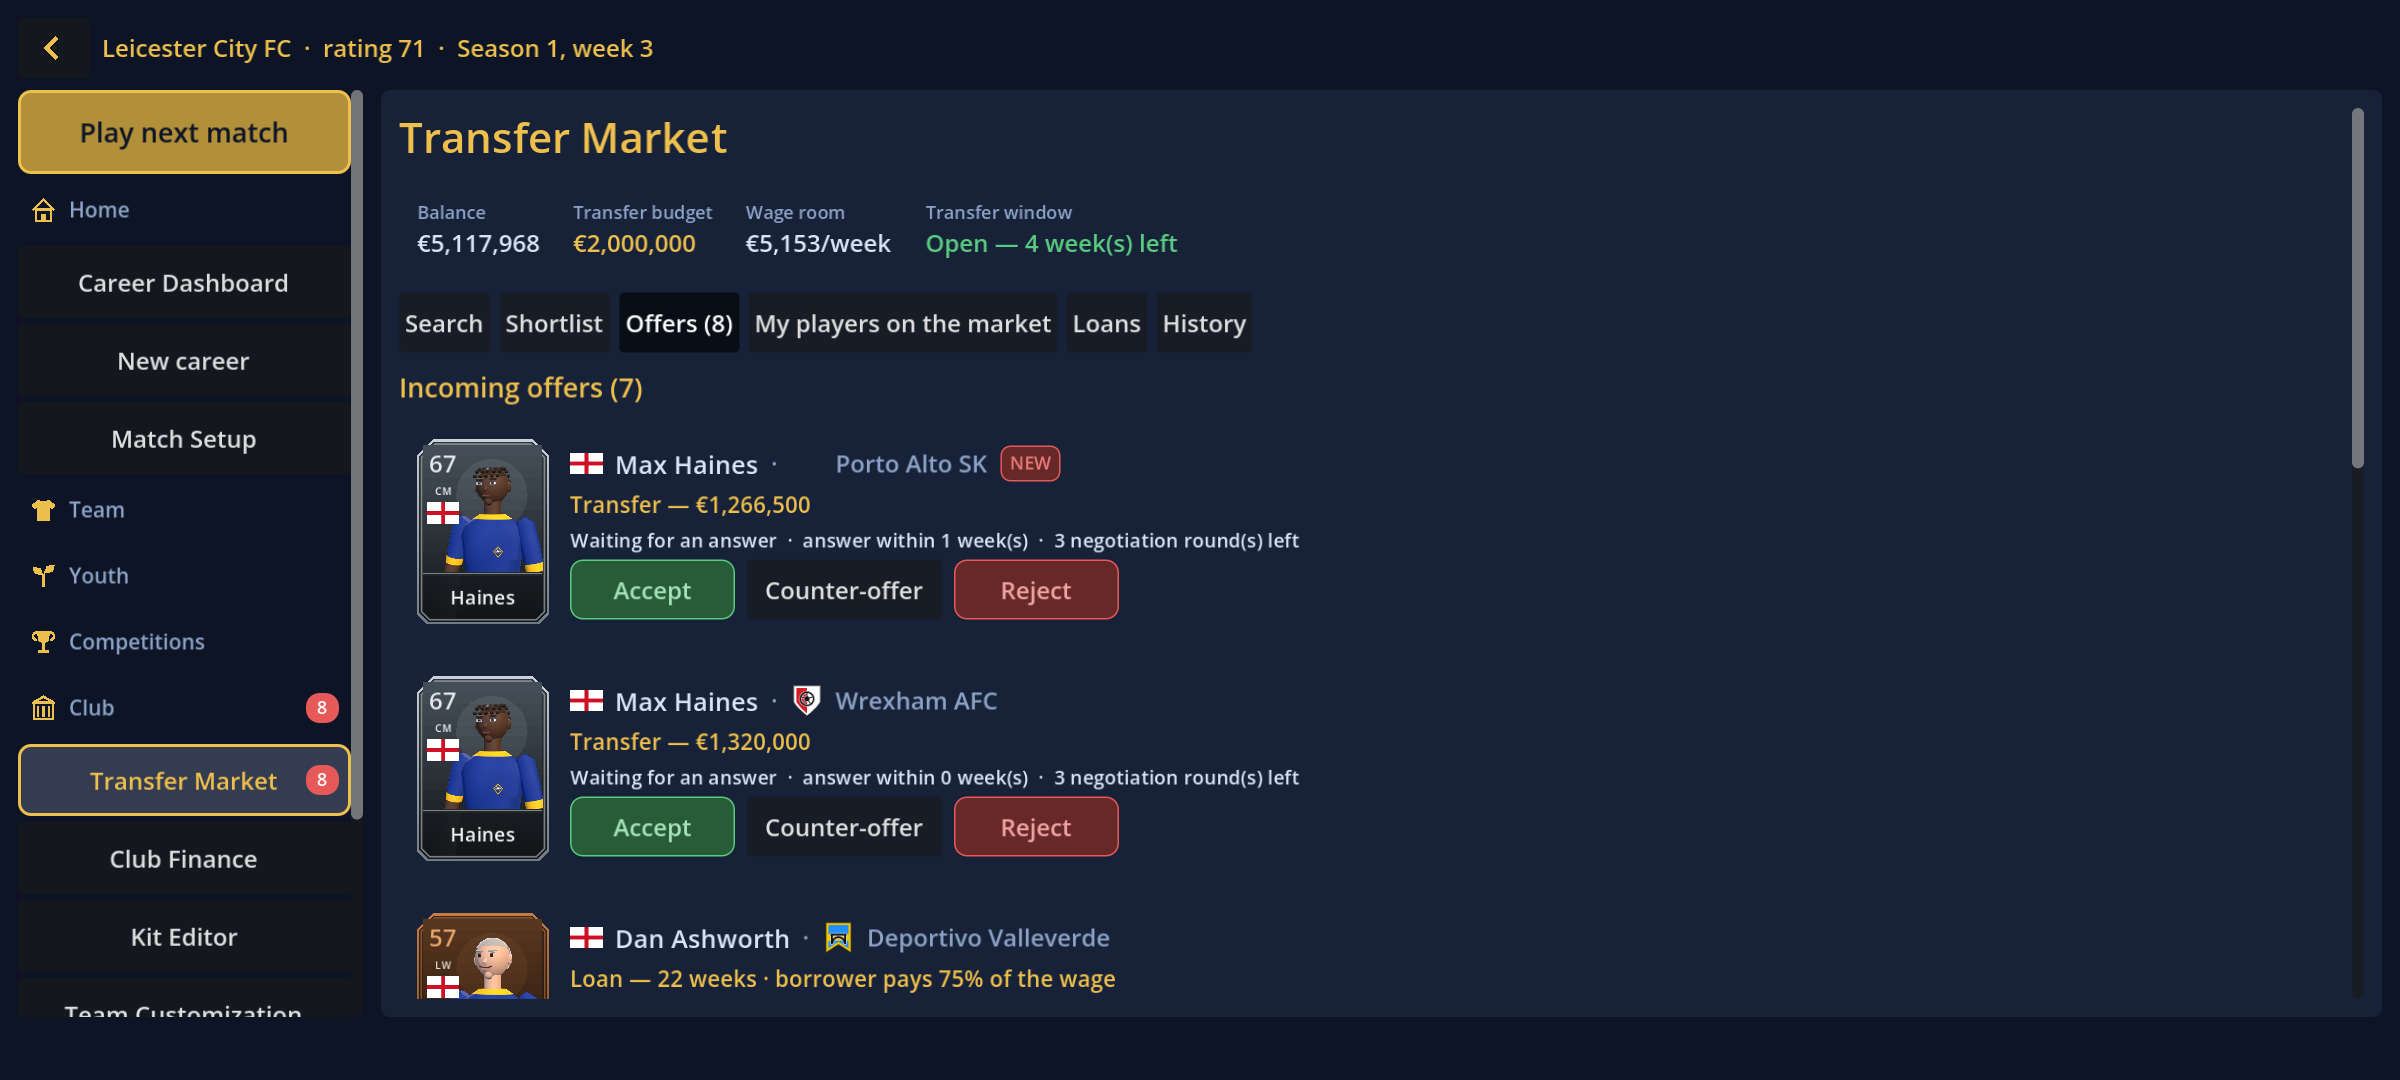 Leicester City FC · rating 71 · Season 1, week 3
Play next match
Home
Career Dashboard
New career
Match Setup
Team
Youth
Competitions
Club 8
Transfer Market 8
Club Finance
Kit Editor
Team Customization
Transfer Market
Balance Transfer budget Wage room Transfer window
€5,117,968 €2,000,000 €5,153/week Open — 4 week(s) left
Search Shortlist Offers (8) My players on the market Loans History
Incoming offers (7)
67
CM
Haines
Max Haines · Porto Alto SK NEW
Transfer — €1,266,500
Waiting for an answer · answer within 1 week(s) · 3 negotiation round(s) left
Accept Counter-offer Reject
67
CM
Haines
Max Haines · Wrexham AFC
Transfer — €1,320,000
Waiting for an answer · answer within 0 week(s) · 3 negotiation round(s) left
Accept Counter-offer Reject
57
LW
Dan Ashworth · Deportivo Valleverde
Loan — 22 weeks · borrower pays 75% of the wage